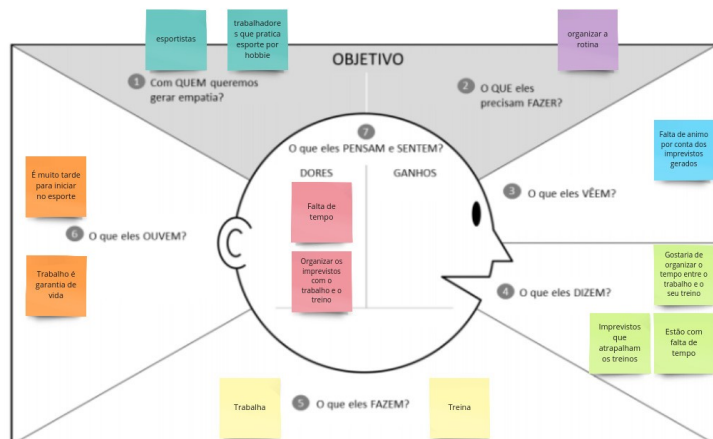 esportistas
trabalhadore
s que pratica
esporte por
hobbie
organizar a
rotina
OBJETIVO
1 Com QUEM queremos
gerar empatia?
2 O QUE eles
precisam FAZER?
7
O que eles PENSAM e SENTEM?
DORES
GANHOS
Falta de
tempo
Organizar os
imprevistos
com o
trabalho e o
treino
Falta de animo
por conta dos
imprevistos
gerados
3 O que eles VÊEM?
É muito tarde
para iniciar
no esporte
6 O que eles OUVEM?
Trabalho é
garantia de
vida
Gostaria de
organizar o
tempo entre o
trabalho e o
seu treino
4 O que eles DIZEM?
Imprevistos
que
atrapalham
os treinos
Estão com
falta de
tempo
Trabalha
5 O que eles FAZEM?
Treina